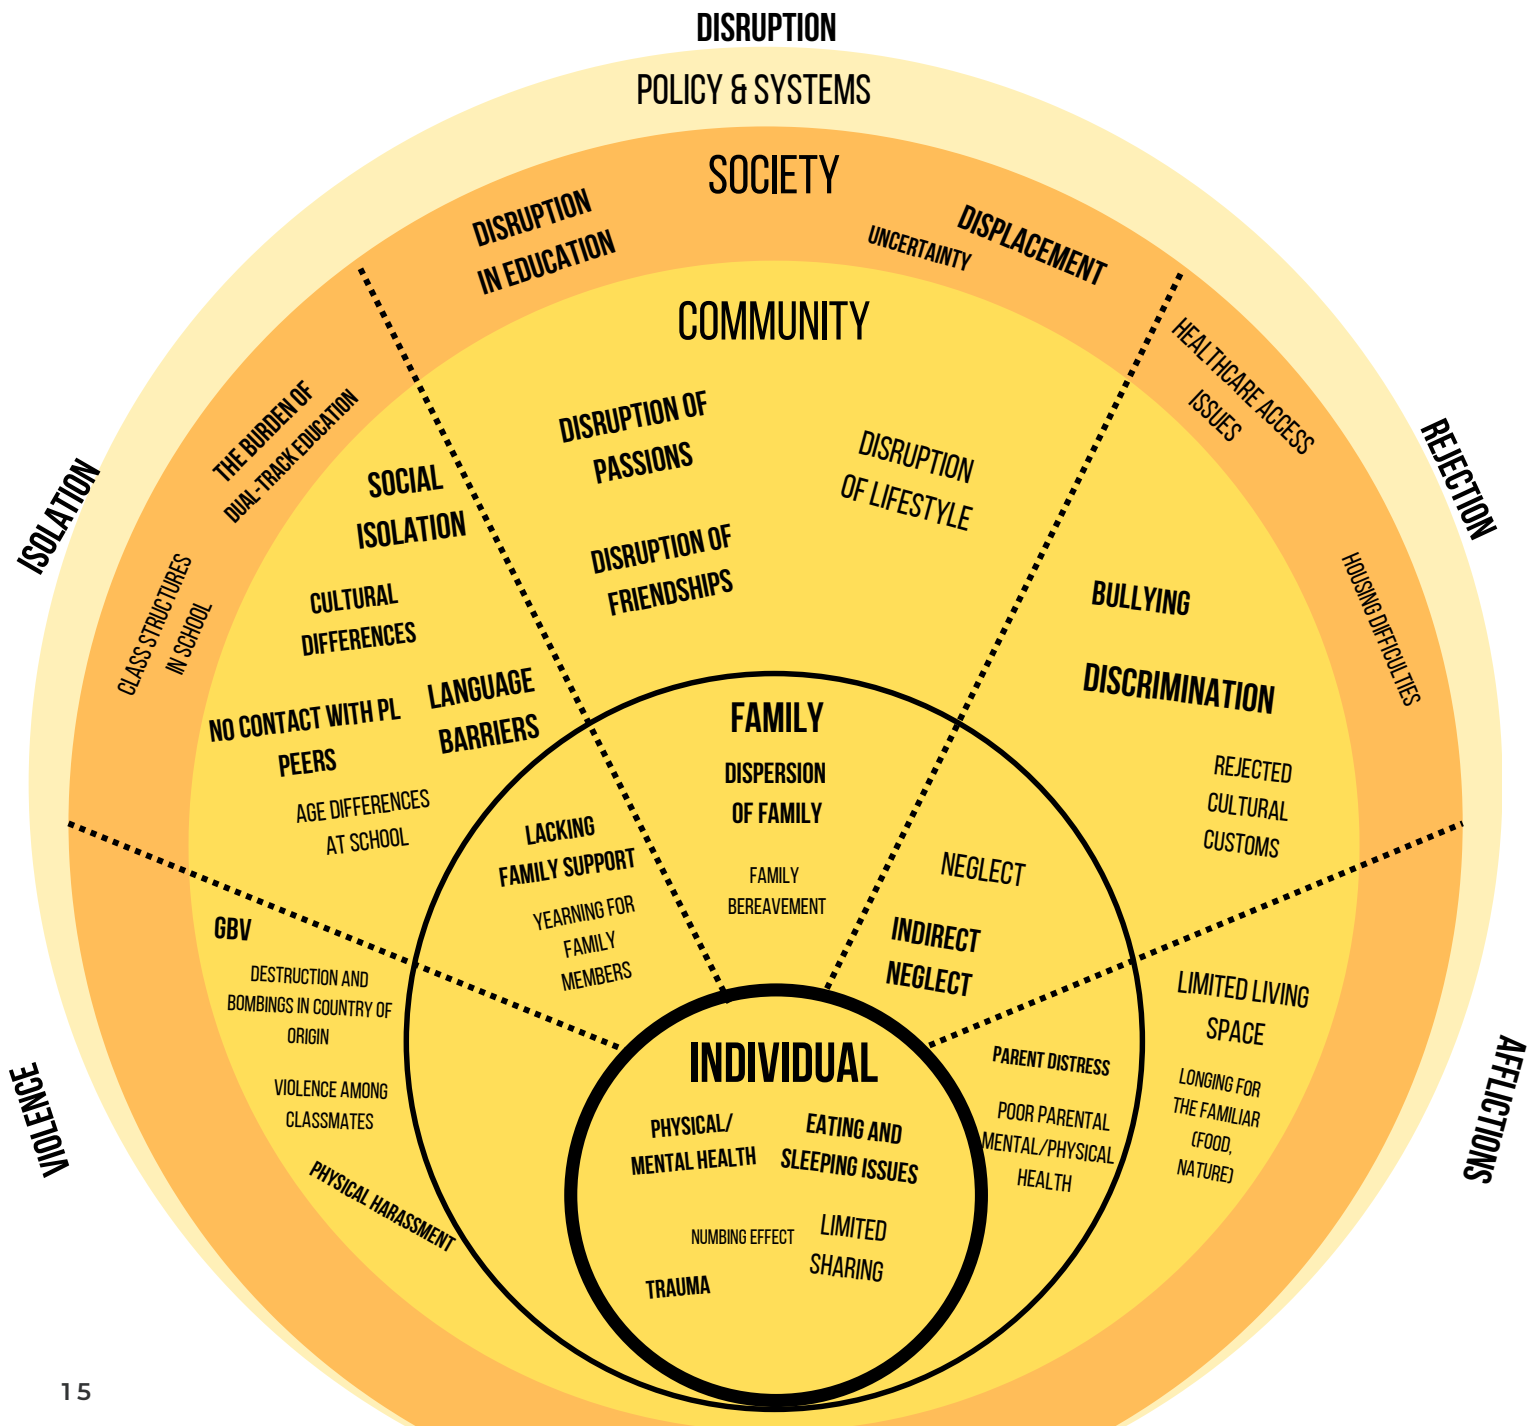 DISRUPTION
POLICY & SYSTEMS
SOCIETY
DISRUPTION
IN EDUCATION
UNCERTAINTY
DISPLACEMENT
COMMUNITY
DISRUPTION OF
PASSIONS
DISRUPTION
OF LIFESTYLE
DISRUPTION OF
FRIENDSHIPS
ISOLATION
THE BURDEN OF
DUAL-TRACK EDUCATION
CLASS STRUCTURES
IN SCHOOL
SOCIAL
ISOLATION
CULTURAL
DIFFERENCES
LANGUAGE
BARRIERS
NO CONTACT WITH PL
PEERS
AGE DIFFERENCES
AT SCHOOL
REJECTION
HEALTHCARE ACCESS
ISSUES
HOUSING DIFFICULTIES
BULLYING
DISCRIMINATION
REJECTED
CULTURAL
CUSTOMS
FAMILY
DISPERSION
OF FAMILY
FAMILY
BEREAVEMENT
LACKING
FAMILY SUPPORT
YEARNING FOR
FAMILY
MEMBERS
NEGLECT
INDIRECT
NEGLECT
VIOLENCE
GBV
DESTRUCTION AND
BOMBINGS IN COUNTRY OF
ORIGIN
VIOLENCE AMONG
CLASSMATES
PHYSICAL HARASSMENT
AFFLICTIONS
LIMITED LIVING
SPACE
LONGING FOR
THE FAMILIAR
(FOOD,
NATURE)
PARENT DISTRESS
POOR PARENTAL
MENTAL/PHYSICAL
HEALTH
INDIVIDUAL
PHYSICAL/
MENTAL HEALTH
EATING AND
SLEEPING ISSUES
NUMBING EFFECT
LIMITED
SHARING
TRAUMA
15